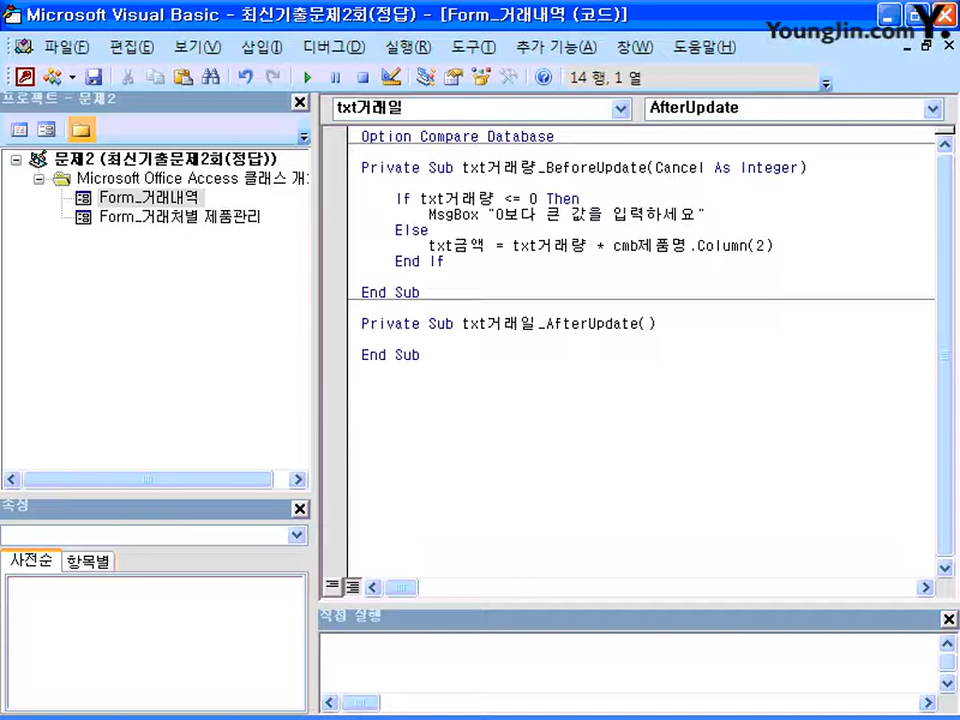 Microsoft Visual Basic - 최신기출문제2회(정답) - [Form_거래내역 (코드)]
YoungJin.com Y.
파일(F) 편집(E) 보기(V) 삽입(I) 디버그(D) 실행(R) 도구(T) 추가 기능(A) 창(W) 도움말(H)
14 행, 1 열
프로젝트 - 문제2
txt거래일 AfterUpdate
문제2 (최신기출문제2회(정답))
Microsoft Office Access 클래스 개:
Form_거래내역
Form_거래처별 제품관리
Option Compare Database
Private Sub txt거래량_BeforeUpdate(Cancel As Integer)
If txt거래량 <= 0 Then
MsgBox "0보다 큰 값을 입력하세요"
Else
txt금액 = txt거래량 * cmb제품명.Column(2)
End If
End Sub
Private Sub txt거래일_AfterUpdate()
End Sub
속성
사전순 항목별
직접 실행